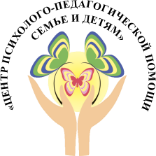 «ЦЕНТР ПСИХОЛОГО-ПЕДАГОГИЧЕСКОЙ ПОМОЩИ
СЕМЬЕ И ДЕТЯМ»